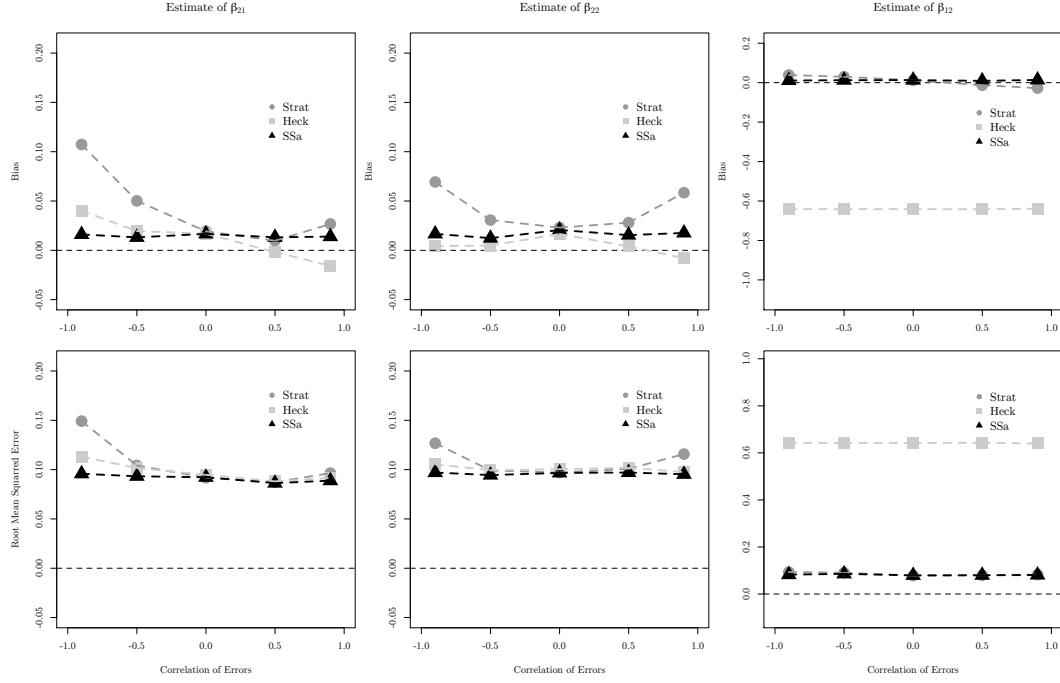 Estimate of β21
Estimate of β22
Estimate of β12
Bias
0.20
0.15
0.10
0.05
0.00
-0.05
Strat
Heck
SSa
-1.0 -0.5 0.0 0.5 1.0
Bias
0.20
0.15
0.10
0.05
0.00
-0.05
Strat
Heck
SSa
-1.0 -0.5 0.0 0.5 1.0
Bias
0.2
0.0
-0.2
-0.4
-0.6
-0.8
-1.0
Strat
Heck
SSa
-1.0 -0.5 0.0 0.5 1.0
Root Mean Squarred Error
0.20
0.15
0.10
0.05
0.00
-0.05
Strat
Heck
SSa
-1.0 -0.5 0.0 0.5 1.0
Correlation of Errors
0.20
0.15
0.10
0.05
0.00
-0.05
Strat
Heck
SSa
-1.0 -0.5 0.0 0.5 1.0
Correlation of Errors
1.0
0.8
0.6
0.4
0.2
0.0
Strat
Heck
SSa
-1.0 -0.5 0.0 0.5 1.0
Correlation of Errors